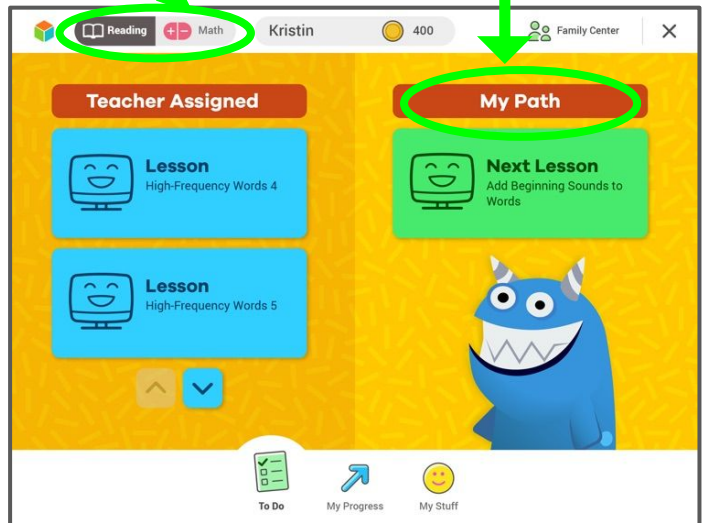 Reading Math Kristin 400 Family Center
Teacher Assigned
Lesson
High-Frequency Words 4
Lesson
High-Frequency Words 5
My Path
Next Lesson
Add Beginning Sounds to
Words
To Do My Progress My Stuff